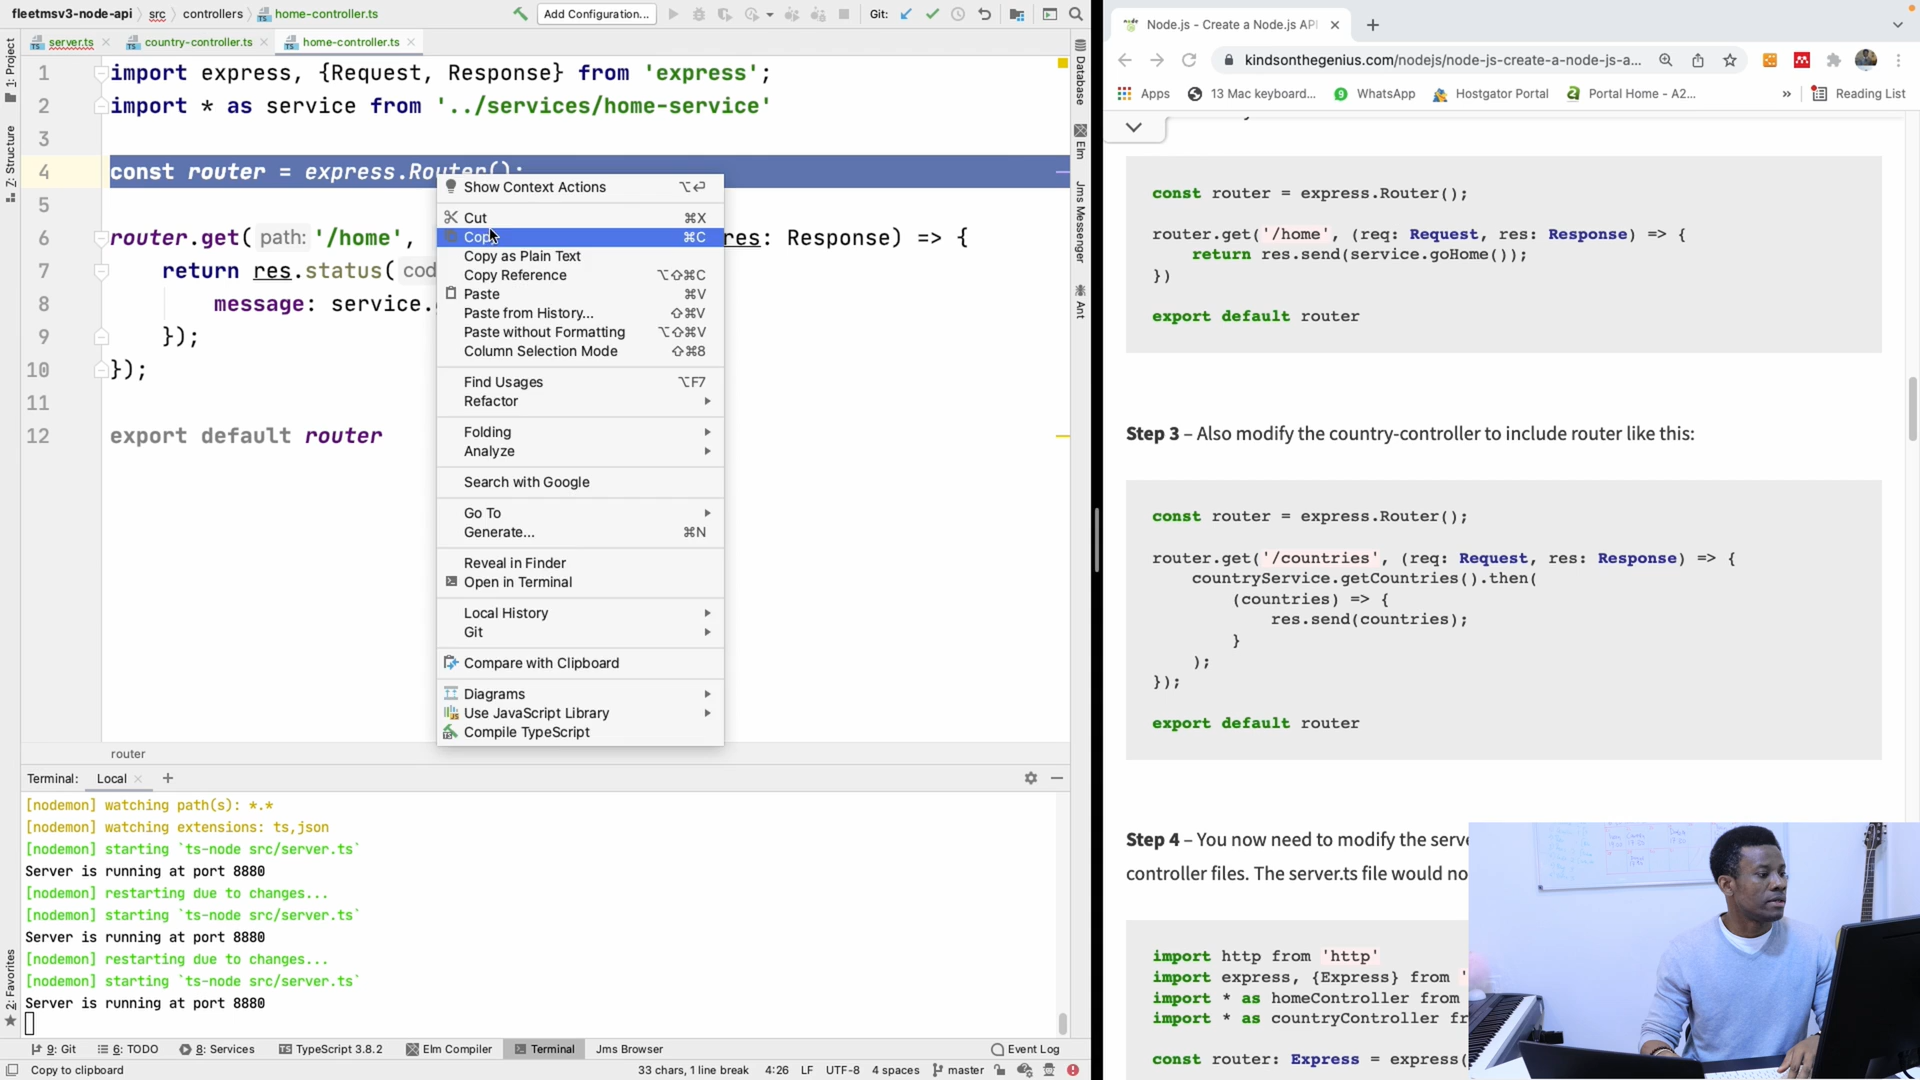 fleetmsv3-node-api src controllers home-controller.ts Add Configuration... Git:
server.ts country-controller.ts home-controller.ts
1 import express, {Request, Response} from 'express';
2 import * as service from '../services/home-service'
3
4 const router = express.Router();
5
6 router.get( path: '/home', res: Response) => {
7 return res.status( cod
8 message: service.
9 });
10 });
11
12 export default router
Show Context Actions ⌥⏎
Cut ⌘X
Copy ⌘C
Copy as Plain Text
Copy Reference ⌥⇧⌘C
Paste ⌘V
Paste from History... ⇧⌘V
Paste without Formatting ⌥⇧⌘V
Column Selection Mode ⇧⌘8
Find Usages ⌥F7
Refactor
Folding
Analyze
Search with Google
Go To
Generate... ⌘N
Reveal in Finder
Open in Terminal
Local History
Git
Compare with Clipboard
Diagrams
Use JavaScript Library
Compile TypeScript
1: Project
Z: Structure
2: Favorites
Database
Elm
Jms Messenger
Ant
router
Terminal: Local
[nodemon] watching path(s): *.*
[nodemon] watching extensions: ts,json
[nodemon] starting `ts-node src/server.ts`
Server is running at port 8880
[nodemon] restarting due to changes...
[nodemon] starting `ts-node src/server.ts`
Server is running at port 8880
[nodemon] restarting due to changes...
[nodemon] starting `ts-node src/server.ts`
Server is running at port 8880
9: Git 6: TODO 8: Services TypeScript 3.8.2 Elm Compiler Terminal Jms Browser Event Log
Copy to clipboard 33 chars, 1 line break 4:26 LF UTF-8 4 spaces master
Node.js - Create a Node.js API
kindsonthegenius.com/nodejs/node-js-create-a-node-js-a...
Apps 13 Mac keyboard... WhatsApp Hostgator Portal Portal Home - A2... » Reading List
const router = express.Router();
router.get('/home', (req: Request, res: Response) => {
return res.send(service.goHome());
})
export default router
Step 3 – Also modify the country-controller to include router like this:
const router = express.Router();
router.get('/countries', (req: Request, res: Response) => {
countryService.getCountries().then(
(countries) => {
res.send(countries);
}
);
});
export default router
Step 4 – You now need to modify the serve
controller files. The server.ts file would no
import http from 'http'
import express, {Express} from '
import * as homeController from
import * as countryController fr
const router: Express = express(